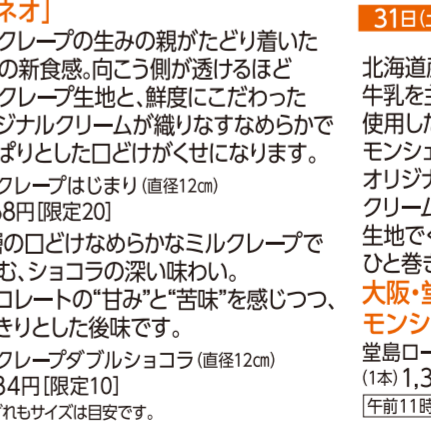 ネオ］
クレープの生みの親がたどり着いた
の新食感。向こう側が透けるほど
クレープ生地と、鮮度にこだわった
ジナルクリームが織りなすなめらかで
ぱりとした口どけがくせになります。
クレープはじまり（直径12㎝）
8円［限定20］
の口どけなめらかなミルクレープで
む、ショコラの深い味わい。
コレートの“甘み”と“苦味”を感じつつ、
きりとした後味です。
クレープダブルショコラ（直径12㎝）
34円［限定10］
れもサイズは目安です。
31日（
北海道
牛乳を
使用し
モンシェ
オリジ
クリーム
生地で
ひと巻
大阪・堂
モンシ
堂島ロー
（1本）1,3
午前11時